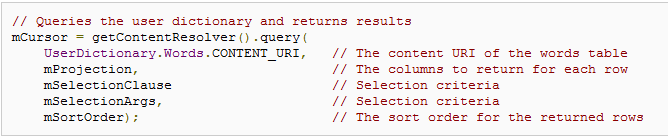 // Queries the user dictionary and returns results
mCursor = getContentResolver().query(
    UserDictionary.Words.CONTENT_URI,   // The content URI of the words table
    mProjection,                        // The columns to return for each row
    mSelectionClause                    // Selection criteria
    mSelectionArgs,                     // Selection criteria
    mSortOrder);                        // The sort order for the returned rows